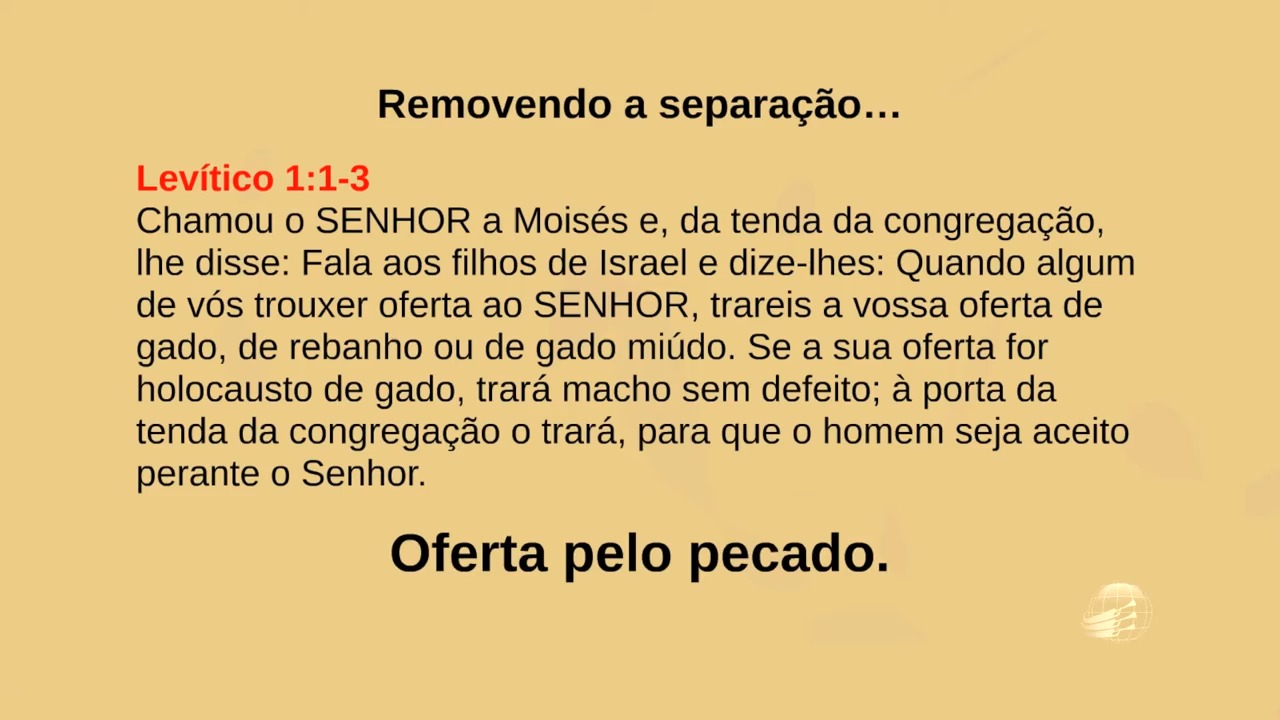 Removendo a separação...
Levítico 1:1-3
Chamou o SENHOR a Moisés e, da tenda da congregação,
lhe disse: Fala aos filhos de Israel e dize-lhes: Quando algum
de vós trouxer oferta ao SENHOR, trareis a vossa oferta de
gado, de rebanho ou de gado miúdo. Se a sua oferta for
holocausto de gado, trará macho sem defeito; à porta da
tenda da congregação o trará, para que o homem seja aceito
perante o Senhor.
Oferta pelo pecado.